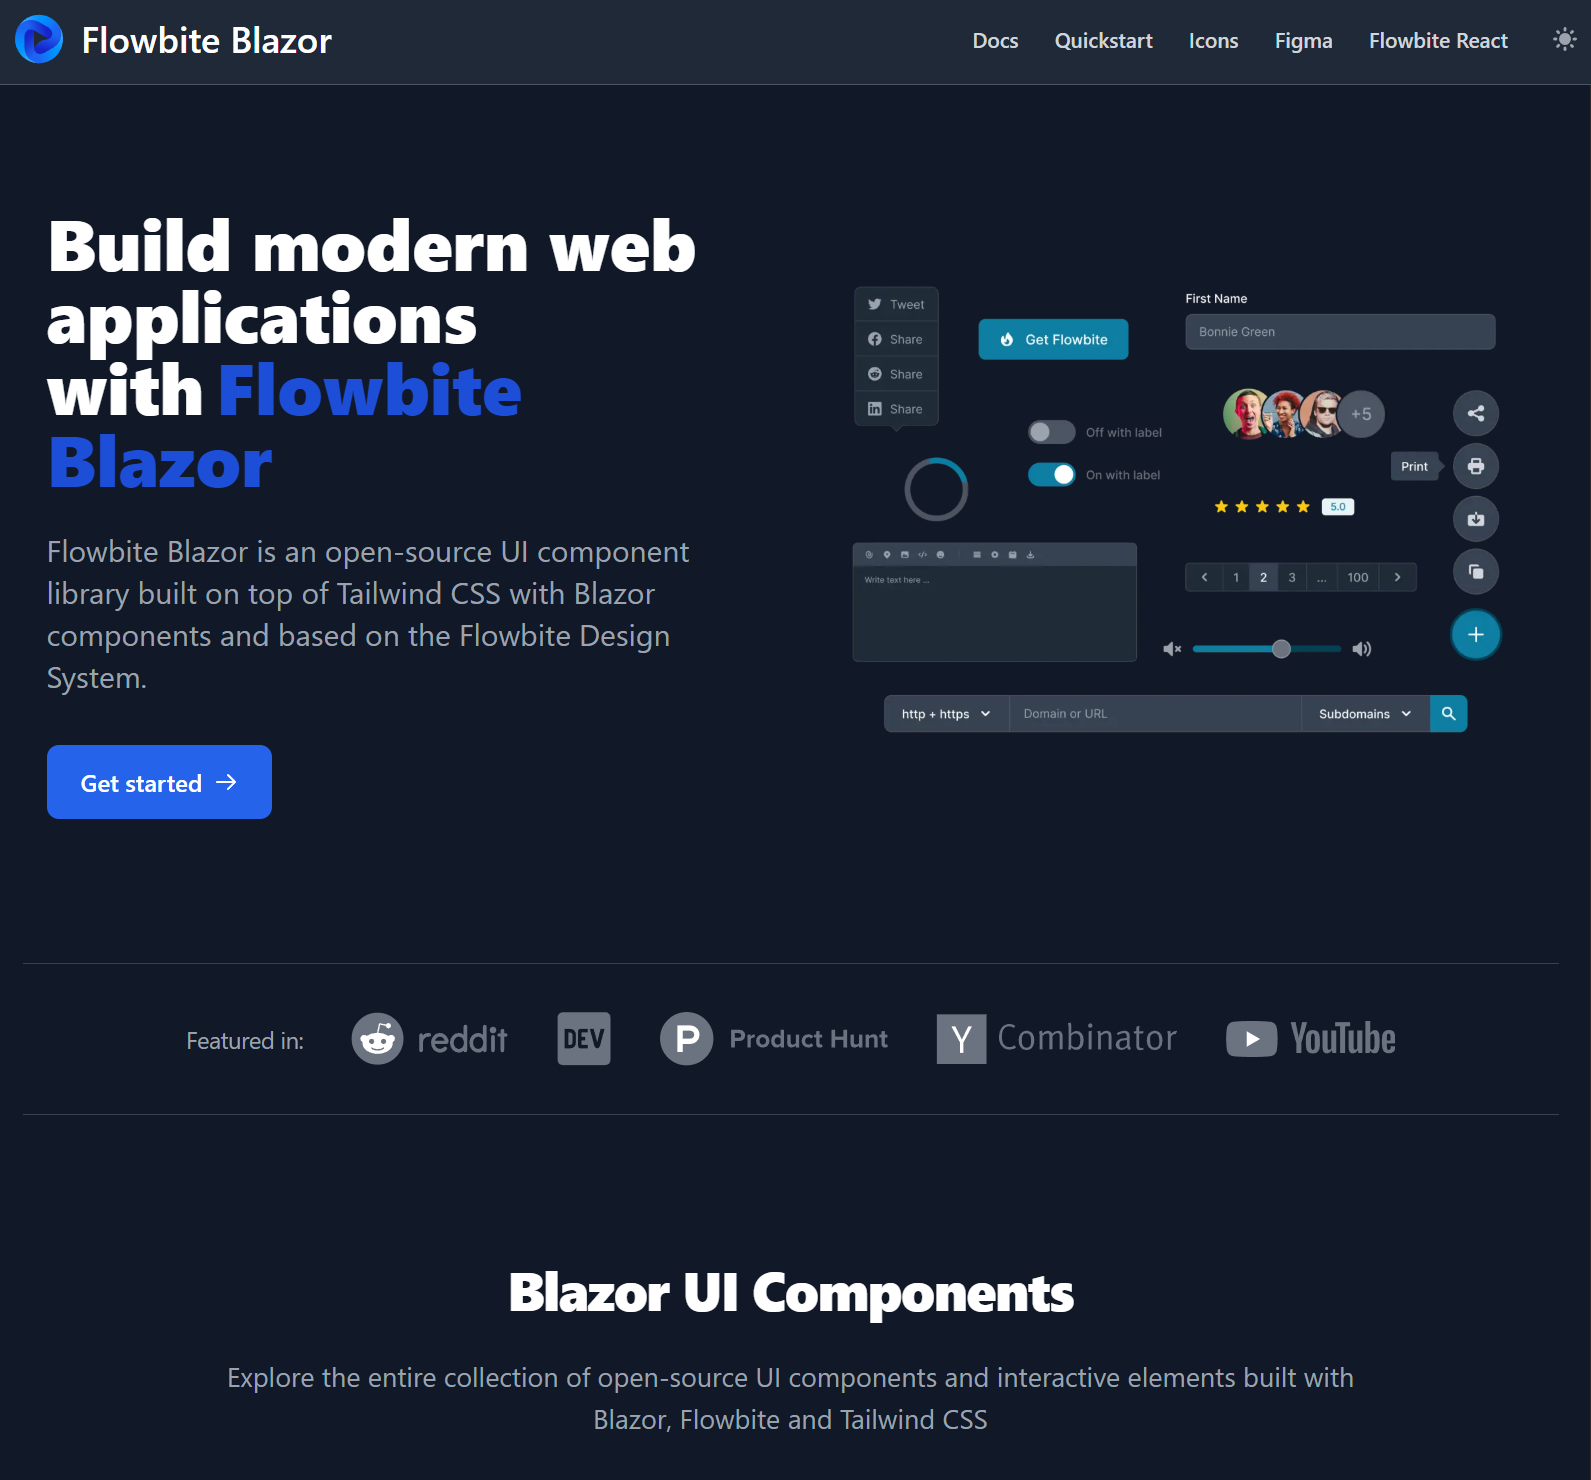 Flowbite Blazor
Docs
Quickstart
Icons
Figma
Flowbite React
Build modern web
applications
with Flowbite
Blazor
Flowbite Blazor is an open-source UI component
library built on top of Tailwind CSS with Blazor
components and based on the Flowbite Design
System.
Get started
Tweet
Share
Share
Share
Get Flowbite
First Name
Bonnie Green
Off with label
On with label
+5
Print
5.0
Write text here ...
1 2 3 ... 100
http + https
Domain or URL
Subdomains
Featured in:
reddit
DEV
P Product Hunt
Y Combinator
YouTube
Blazor UI Components
Explore the entire collection of open-source UI components and interactive elements built with
Blazor, Flowbite and Tailwind CSS